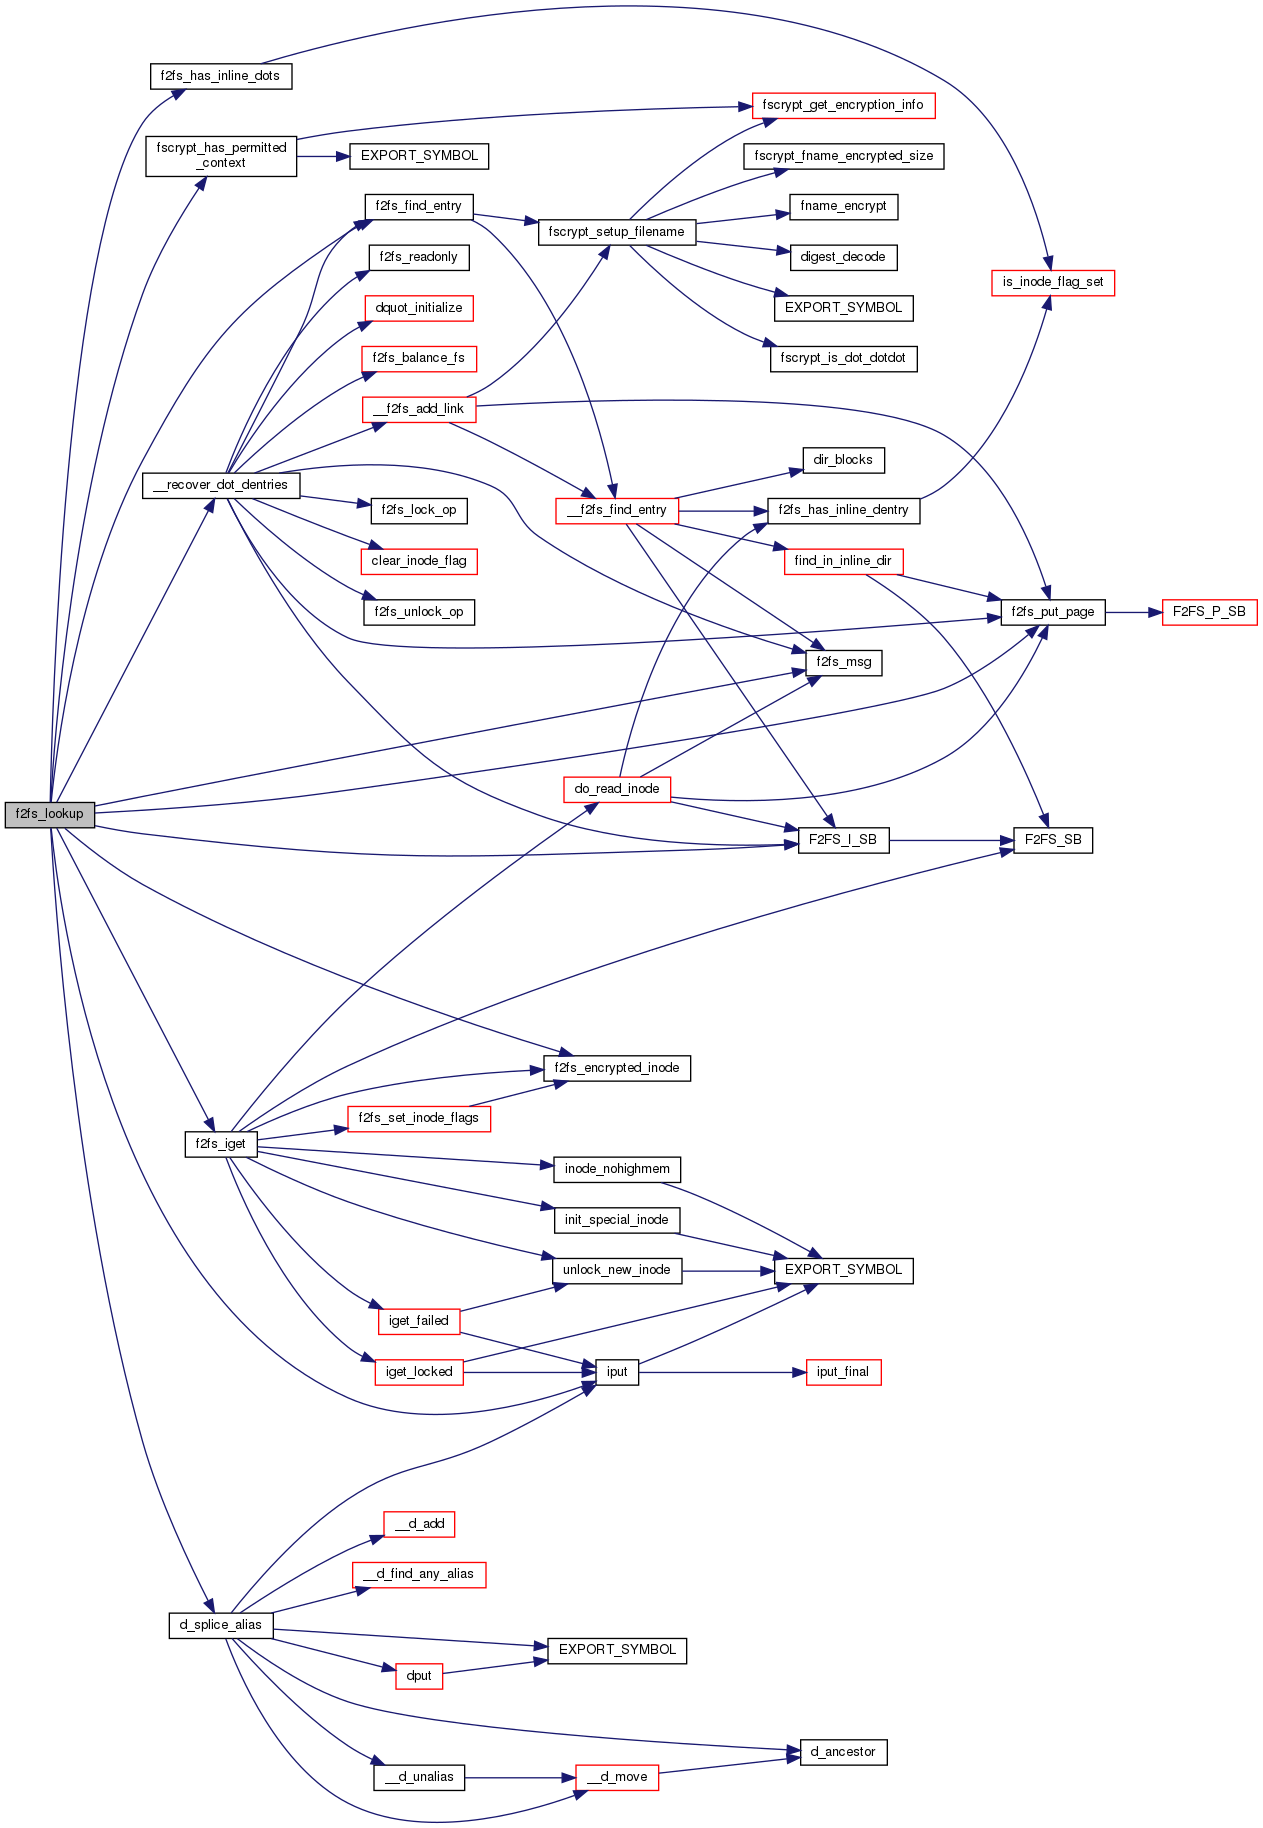 f2fs_has_inline_dots
fscrypt_get_encryption_info
fscrypt_has_permitted
_context
EXPORT_SYMBOL
fscrypt_fname_encrypted_size
f2fs_find_entry
fname_encrypt
fscrypt_setup_filename
f2fs_readonly
digest_decode
is_inode_flag_set
dquot_initialize
EXPORT_SYMBOL
f2fs_balance_fs
fscrypt_is_dot_dotdot
__f2fs_add_link
dir_blocks
__recover_dot_dentries
f2fs_lock_op
__f2fs_find_entry
f2fs_has_inline_dentry
clear_inode_flag
find_in_inline_dir
f2fs_unlock_op
f2fs_put_page
F2FS_P_SB
f2fs_msg
do_read_inode
f2fs_lookup
F2FS_I_SB
F2FS_SB
f2fs_encrypted_inode
f2fs_set_inode_flags
f2fs_iget
inode_nohighmem
init_special_inode
unlock_new_inode
EXPORT_SYMBOL
iget_failed
iget_locked
iput
iput_final
__d_add
__d_find_any_alias
d_splice_alias
EXPORT_SYMBOL
dput
d_ancestor
__d_unalias
__d_move